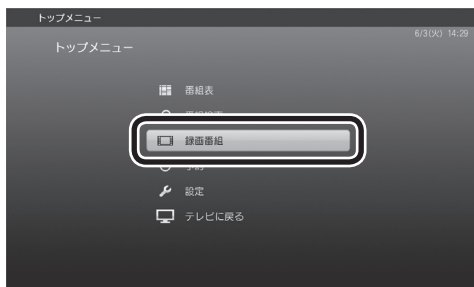 トップメニュー
6/3(火) 14:29
トップメニュー
番組表
録画番組
設定
テレビに戻る